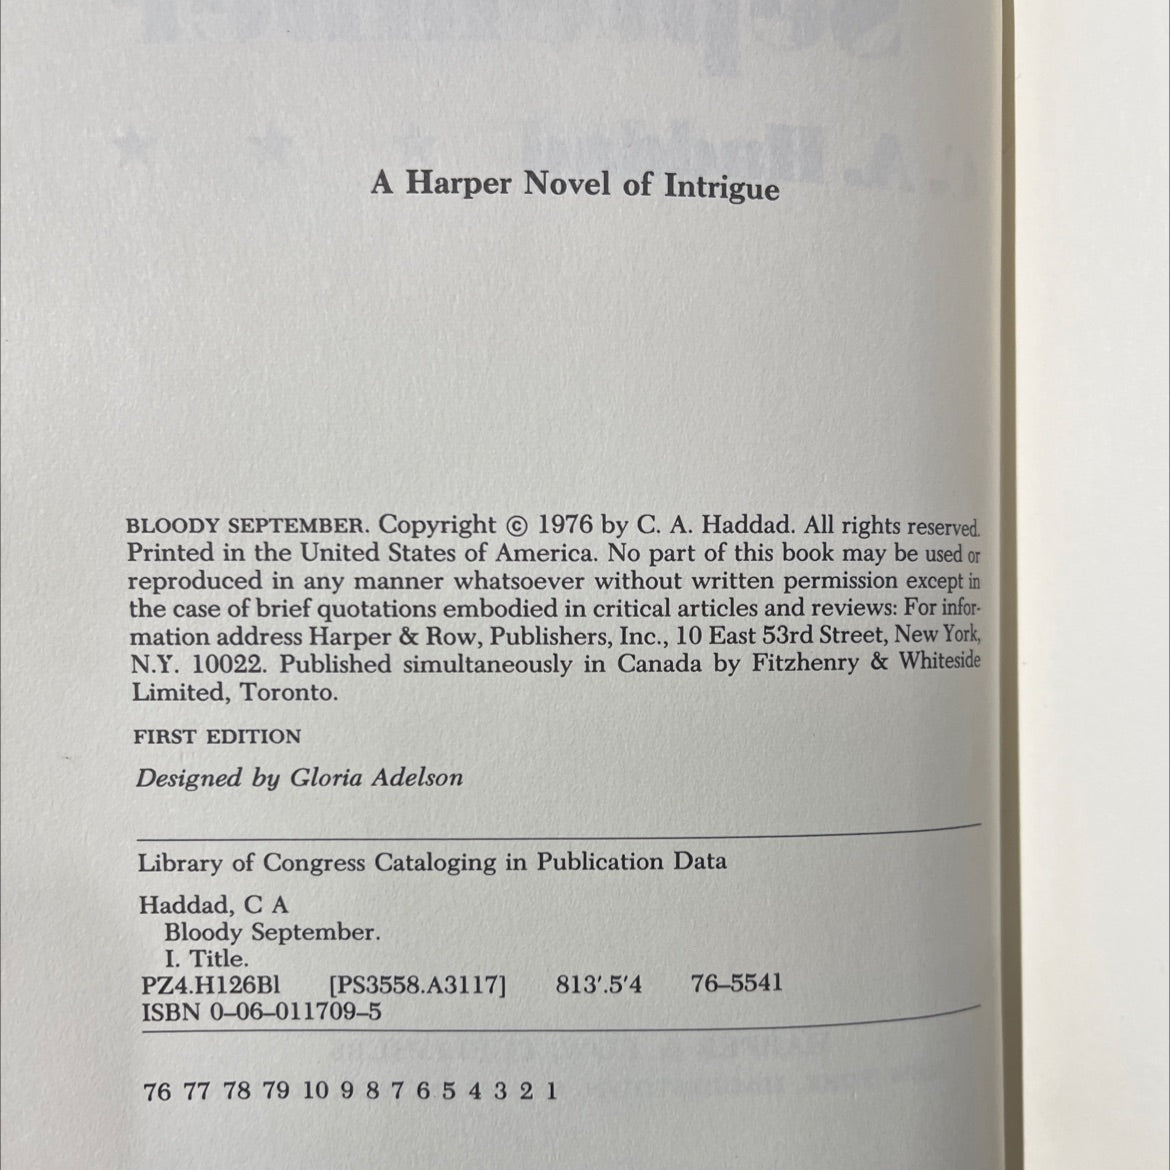 A Harper Novel of Intrigue
BLOODY SEPTEMBER. Copyright © 1976 by C. A. Haddad. All rights reserved.
Printed in the United States of America. No part of this book may be used or
reproduced in any manner whatsoever without written permission except in
the case of brief quotations embodied in critical articles and reviews: For infor-
mation address Harper & Row, Publishers, Inc., 10 East 53rd Street, New York,
N.Y. 10022. Published simultaneously in Canada by Fitzhenry & Whiteside
Limited, Toronto.
FIRST EDITION
Designed by Gloria Adelson
Library of Congress Cataloging in Publication Data
Haddad, C A
Bloody September.
I. Title.
PZ4.H126Bl [PS3558.A3117] 813'.5'4 76–5541
ISBN 0–06–011709–5
76 77 78 79 10 9 8 7 6 5 4 3 2 1